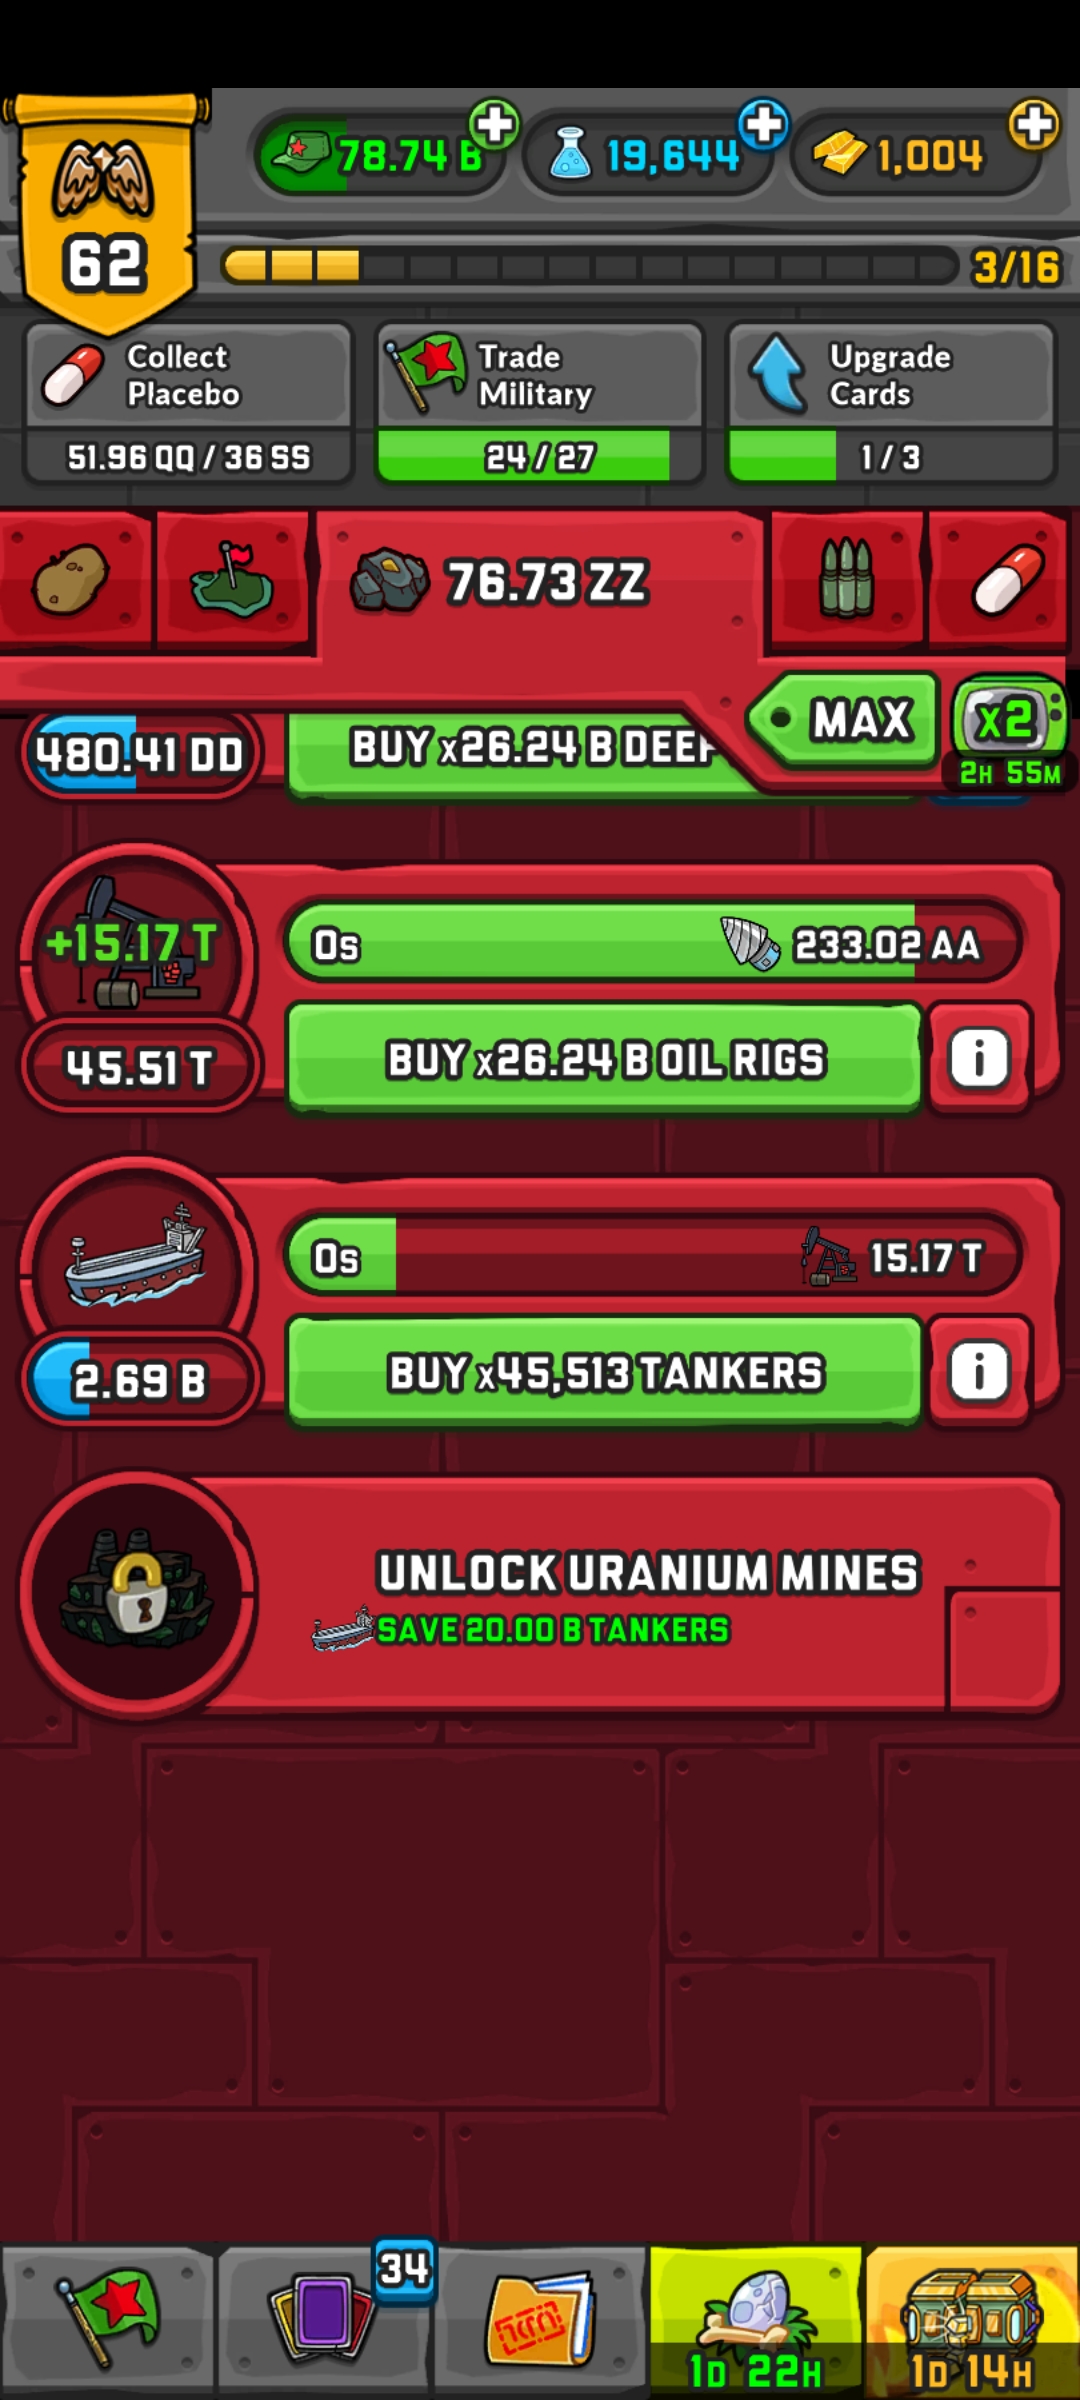 78.74 B
19,644
1,004
62
3/16
Collect
Placebo
Trade
Military
Upgrade
Cards
51.96 QQ / 36 SS
24 / 27
1 / 3
76.73 ZZ
MAX
x2
2H 55M
480.41 DD
BUY x26.24 B DEEP
+15.17 T
0s
233.02 AA
45.51 T
BUY x26.24 B OIL RIGS
i
0s
15.17 T
2.69 B
BUY x45,513 TANKERS
i
UNLOCK URANIUM MINES
SAVE 20.00 B TANKERS
34
1D 22H
1D 14H